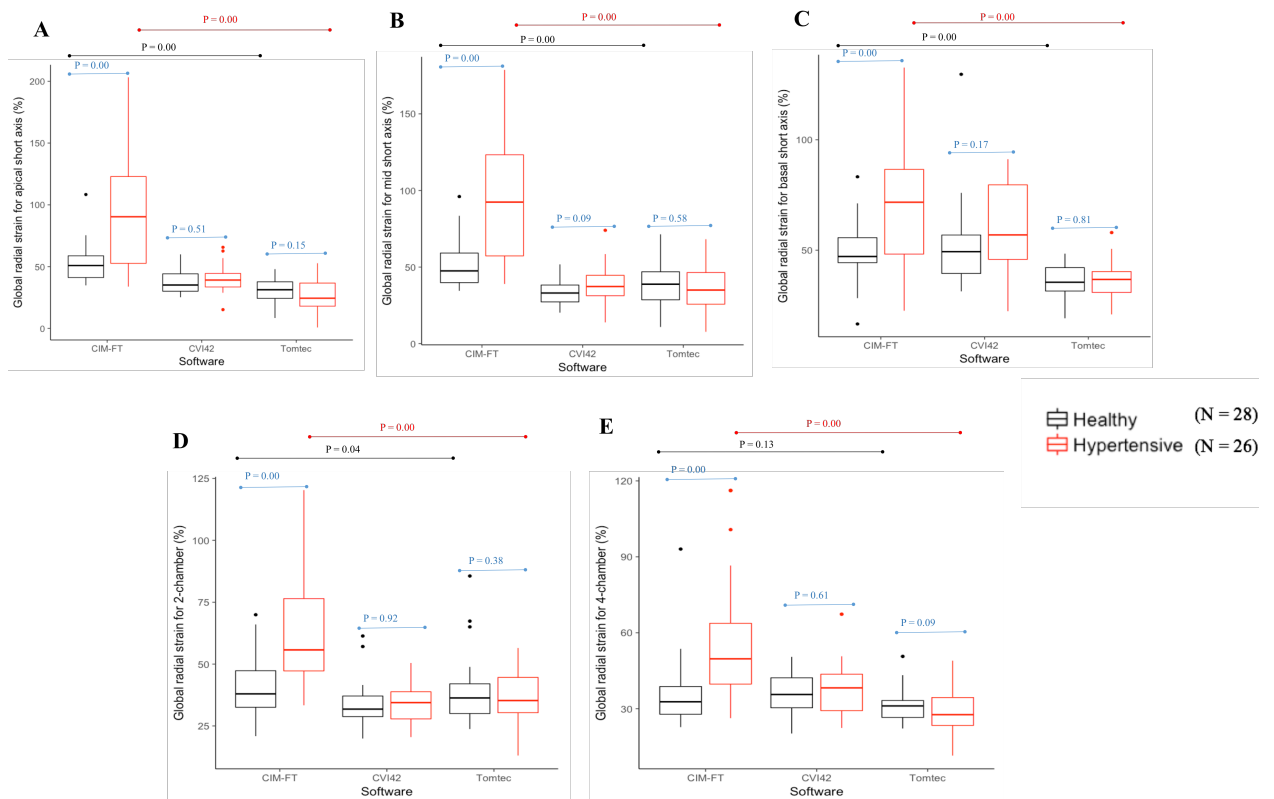 A
P = 0.00
P = 0.00
P = 0.00
P = 0.51
P = 0.15
Global radial strain for apical short axis (%)
200
150
100
50
0
CIM-FT
CVI42
Tomtec
Software
B
P = 0.00
P = 0.00
P = 0.00
P = 0.09
P = 0.58
Global radial strain for mid short axis (%)
150
100
50
0
CIM-FT
CVI42
Tomtec
Software
C
P = 0.00
P = 0.00
P = 0.00
P = 0.17
P = 0.81
Global radial strain for basal short axis (%)
100
50
CIM-FT
CVI42
Tomtec
Software
Healthy (N = 28)
Hypertensive (N = 26)
D
P = 0.00
P = 0.04
P = 0.00
P = 0.92
P = 0.38
Global radial strain for 2-chamber (%)
125
100
75
50
25
CIM-FT
CVI42
Tomtec
Software
E
P = 0.00
P = 0.13
P = 0.00
P = 0.61
P = 0.09
Global radial strain for 4-chamber (%)
120
90
60
30
CIM-FT
CVI42
Tomtec
Software